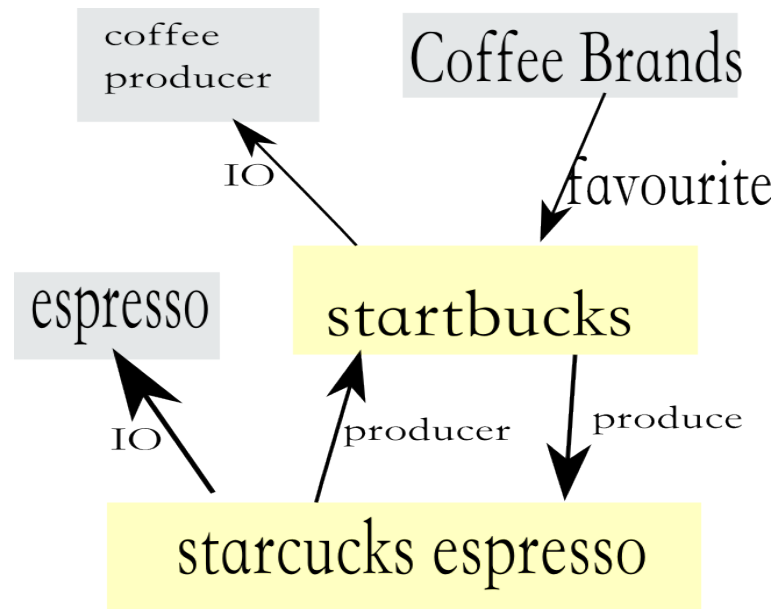 coffee
producer
Coffee Brands
IO
favourite
espresso
startbucks
IO
producer
produce
starcucks espresso